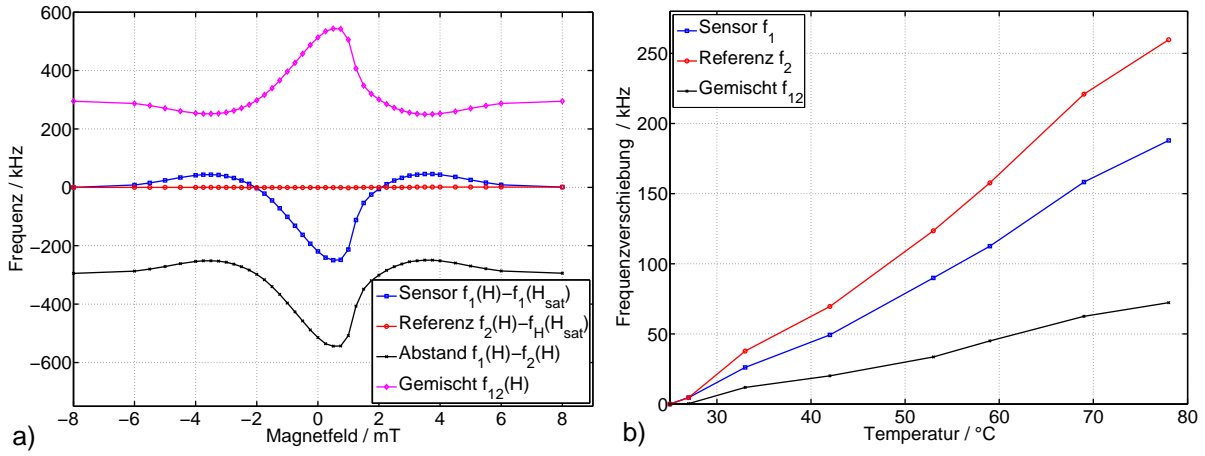 600
400
200
0
−200
−400
−600
−8
−6
−4
−2
0
2
4
6
8
Frequenz / kHz
Magnetfeld / mT
Sensor f₁(H)−f₁(Hsat)
Referenz f₂(H)−fH(Hsat)
Abstand f₁(H)−f₂(H)
Gemischt f₁₂(H)
a)
Sensor f₁
Referenz f₂
Gemischt f₁₂
250
200
150
100
50
0
30
40
50
60
70
80
Frequenzverschiebung / kHz
Temperatur / °C
b)